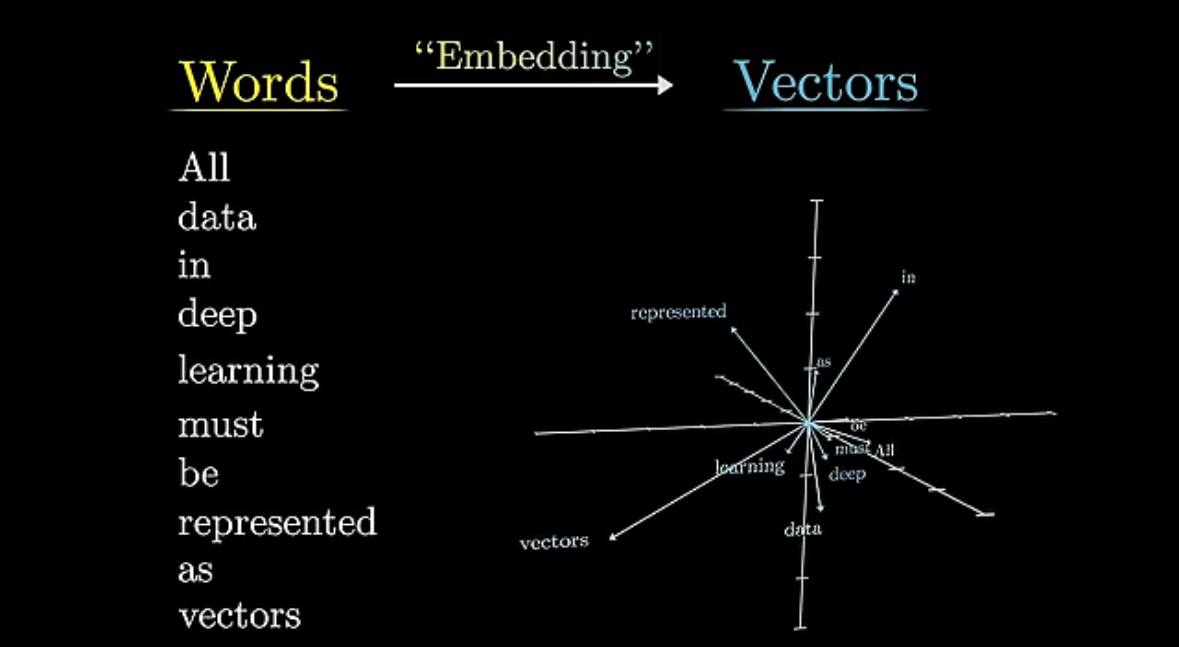 Words
“Embedding”
Vectors
All
data
in
deep
learning
must
be
represented
as
vectors
in
represented
as
be
must
All
learning
deep
data
vectors